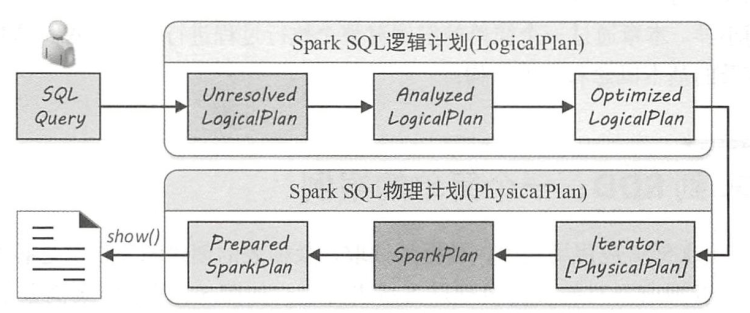 Spark SQL逻辑计划(LogicalPlan)
SQL
Query
Unresolved
LogicalPlan
Analyzed
LogicalPlan
Optimized
LogicalPlan
Spark SQL物理计划(PhysicalPlan)
show()
Prepared
SparkPlan
SparkPlan
Iterator
[PhysicalPlan]